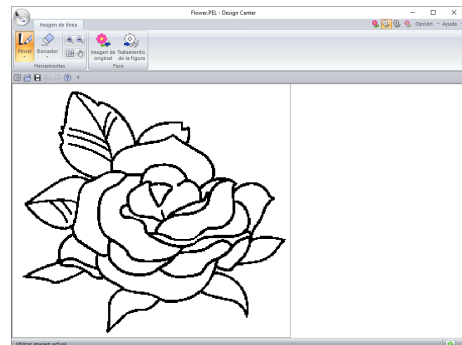 Flower.PEL - Design Center
Imagen de línea
Opción
Ayuda
Pincel
Borrador
Imagen de original
Tratamiento de la figura
Herramientas
Fase
Utilizar imagen actual